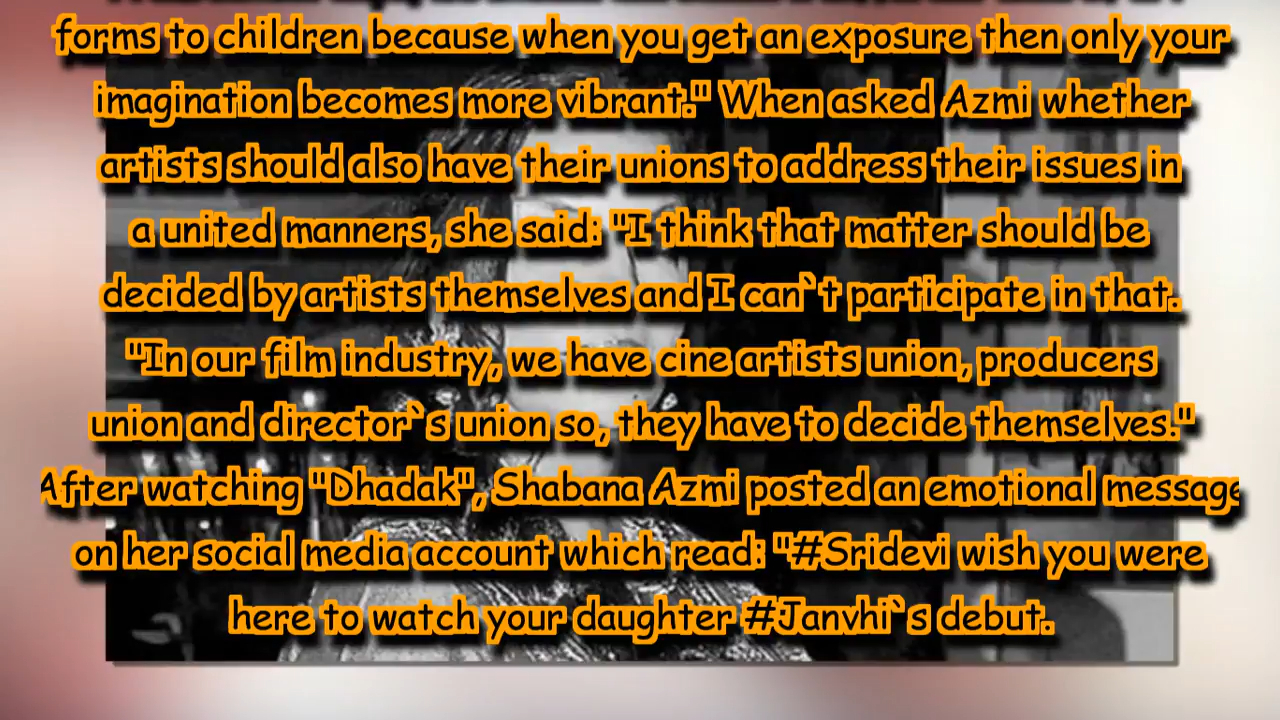 forms to children because when you get an exposure then only your
imagination becomes more vibrant." When asked Azmi whether
artists should also have their unions to address their issues in
a united manners, she said: "I think that matter should be
decided by artists themselves and I can`t participate in that.
"In our film industry, we have cine artists union, producers
union and director`s union so, they have to decide themselves."
After watching "Dhadak", Shabana Azmi posted an emotional message
on her social media account which read: "#Sridevi wish you were
here to watch your daughter #Janvhi`s debut.